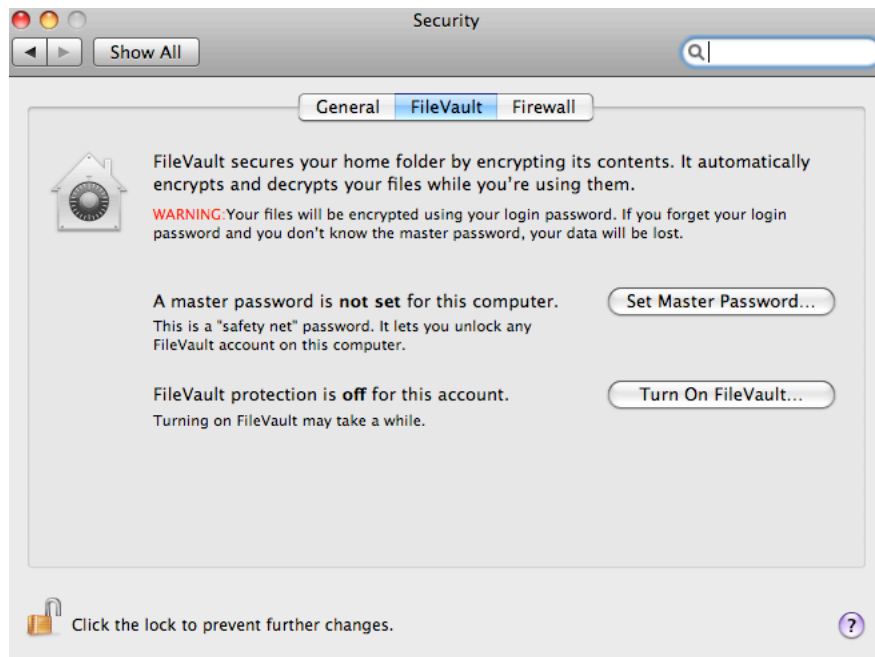 Security
Show All
General FileVault Firewall
FileVault secures your home folder by encrypting its contents. It automatically
encrypts and decrypts your files while you’re using them.
WARNING:Your files will be encrypted using your login password. If you forget your login
password and you don't know the master password, your data will be lost.
A master password is not set for this computer. Set Master Password...
This is a "safety net" password. It lets you unlock any
FileVault account on this computer.
FileVault protection is off for this account. Turn On FileVault...
Turning on FileVault may take a while.
Click the lock to prevent further changes. ?